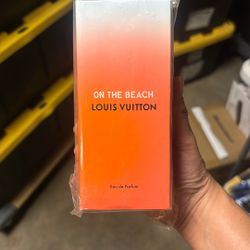 ON THE BEACH
LOUIS VUITTON
Eau de Parfum